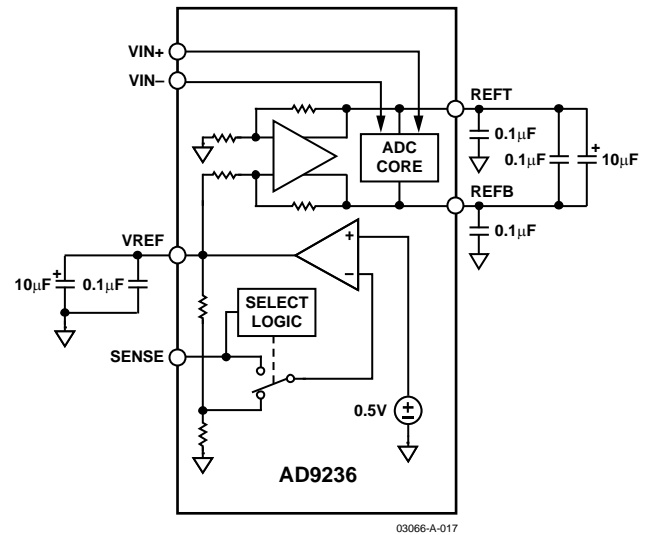 VIN+
VIN–
REFT
0.1μF
ADC
CORE
0.1μF
10μF
+
REFB
VREF
0.1μF
+
–
10μF
+
0.1μF
SELECT
LOGIC
SENSE
0.5V
±
AD9236
03066-A-017